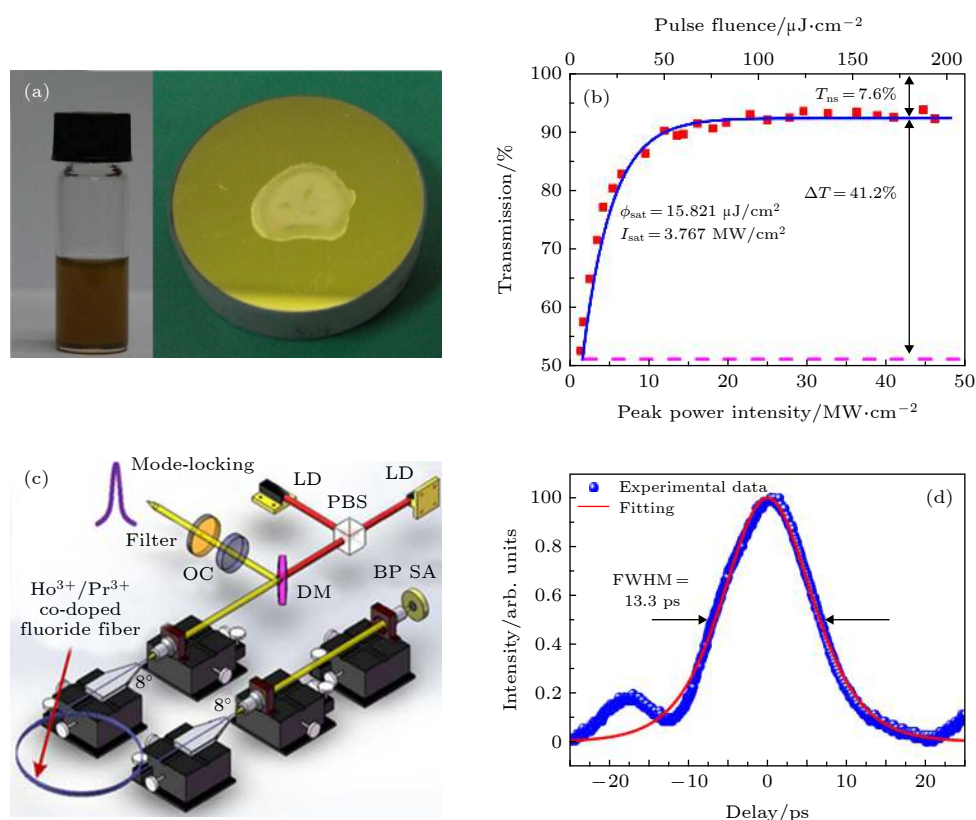 (a)
Pulse fluence/μJ·cm−2
0 50 100 150 200
(b)
Transmission/%
100
90
80
70
60
50
Tns=7.6%
ΔT=41.2%
ϕsat=15.821 μJ/cm2
Isat=3.767 MW/cm2
0 10 20 30 40 50
Peak power intensity/MW·cm−2
(c)
Mode-locking
LD
LD
PBS
Filter
OC
DM
BP SA
Ho3+/Pr3+
co-doped
fluoride fiber
8°
8°
(d)
Experimental data
Fitting
Intensity/arb. units
100
0.8
0.6
0.4
0.2
0
FWHM=
13.3 ps
−20 −10 0 10 20
Delay/ps